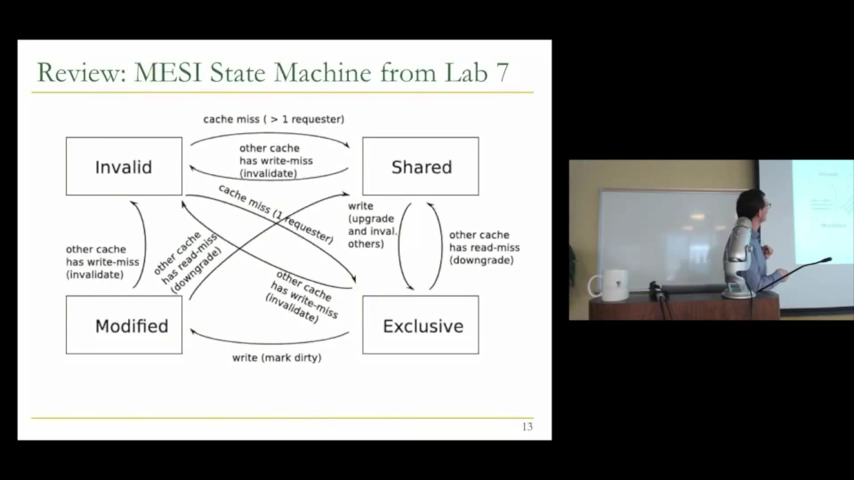 Review: MESI State Machine from Lab 7
cache miss ( > 1 requester)
Invalid
other cache
has write-miss
(invalidate)
Shared
cache miss (1 requester)
write
(upgrade
and inval.
others)
other cache
has read-miss
(downgrade)
other cache
has write-miss
(invalidate)
other cache
has read-miss
(downgrade)
other cache
has write-miss
(invalidate)
Modified
Exclusive
write (mark dirty)
13